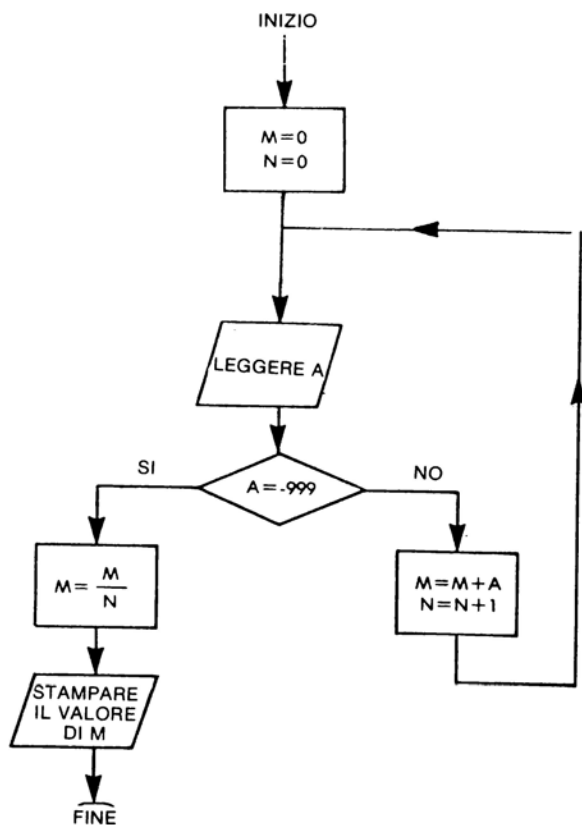 INIZIO
M=0
N=0
LEGGERE A
SI
A=-999
NO
M= M
N
M=M+A
N=N+1
STAMPARE
IL VALORE
DI M
FINE